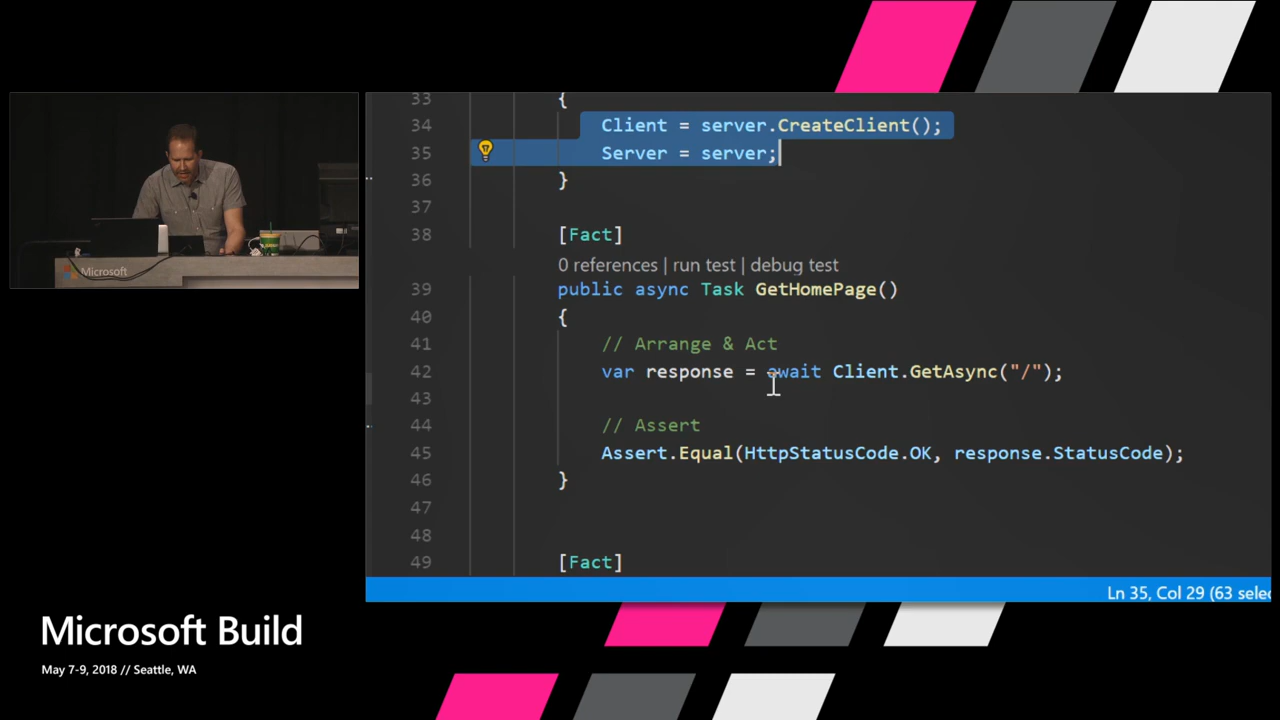 33 {
34 Client = server.CreateClient();
35 Server = server;
36 }
37
38 [Fact]
0 references | run test | debug test
39 public async Task GetHomePage()
40 {
41 // Arrange & Act
42 var response = await Client.GetAsync("/");
43
44 // Assert
45 Assert.Equal(HttpStatusCode.OK, response.StatusCode);
46 }
47
48
49 [Fact]
Ln 35, Col 29 (63 selec
Microsoft
Microsoft Build
May 7-9, 2018 // Seattle, WA